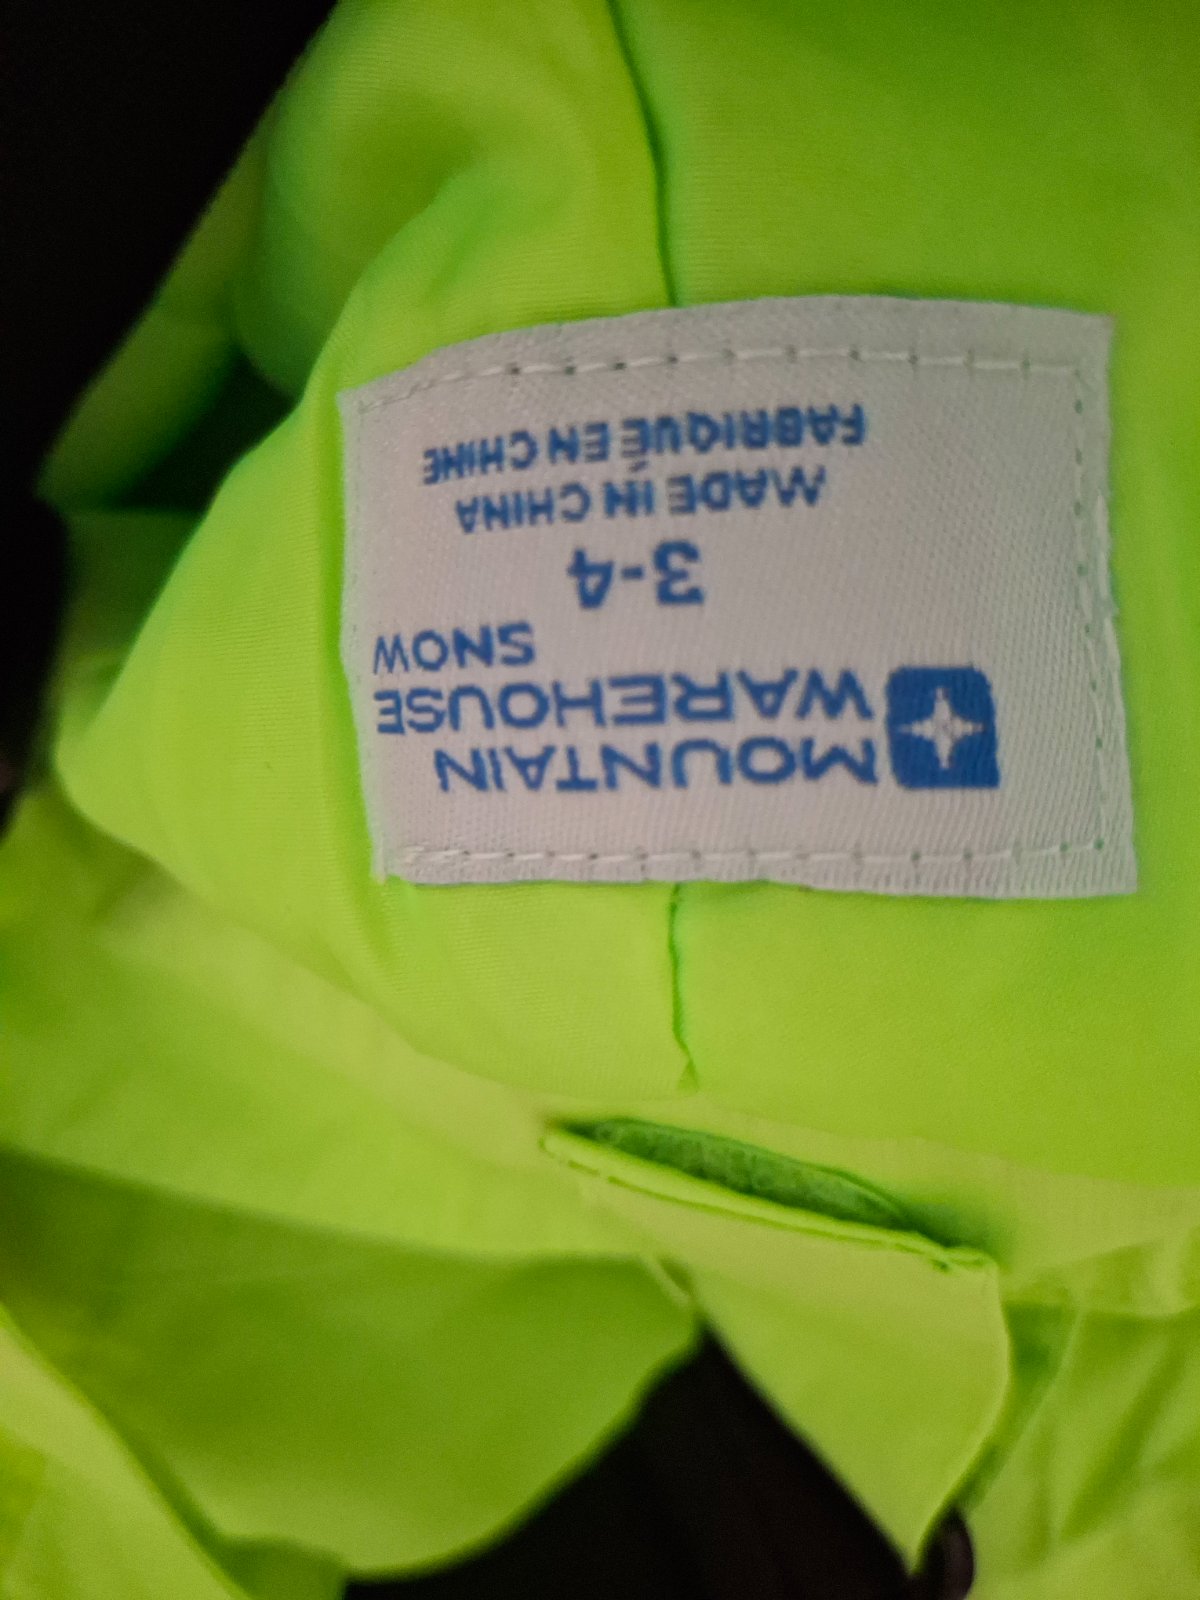 MOUNTAIN
WAREHOUSE
SNOW
3-4
MADE IN CHINA
FABRIQUÉ EN CHINE